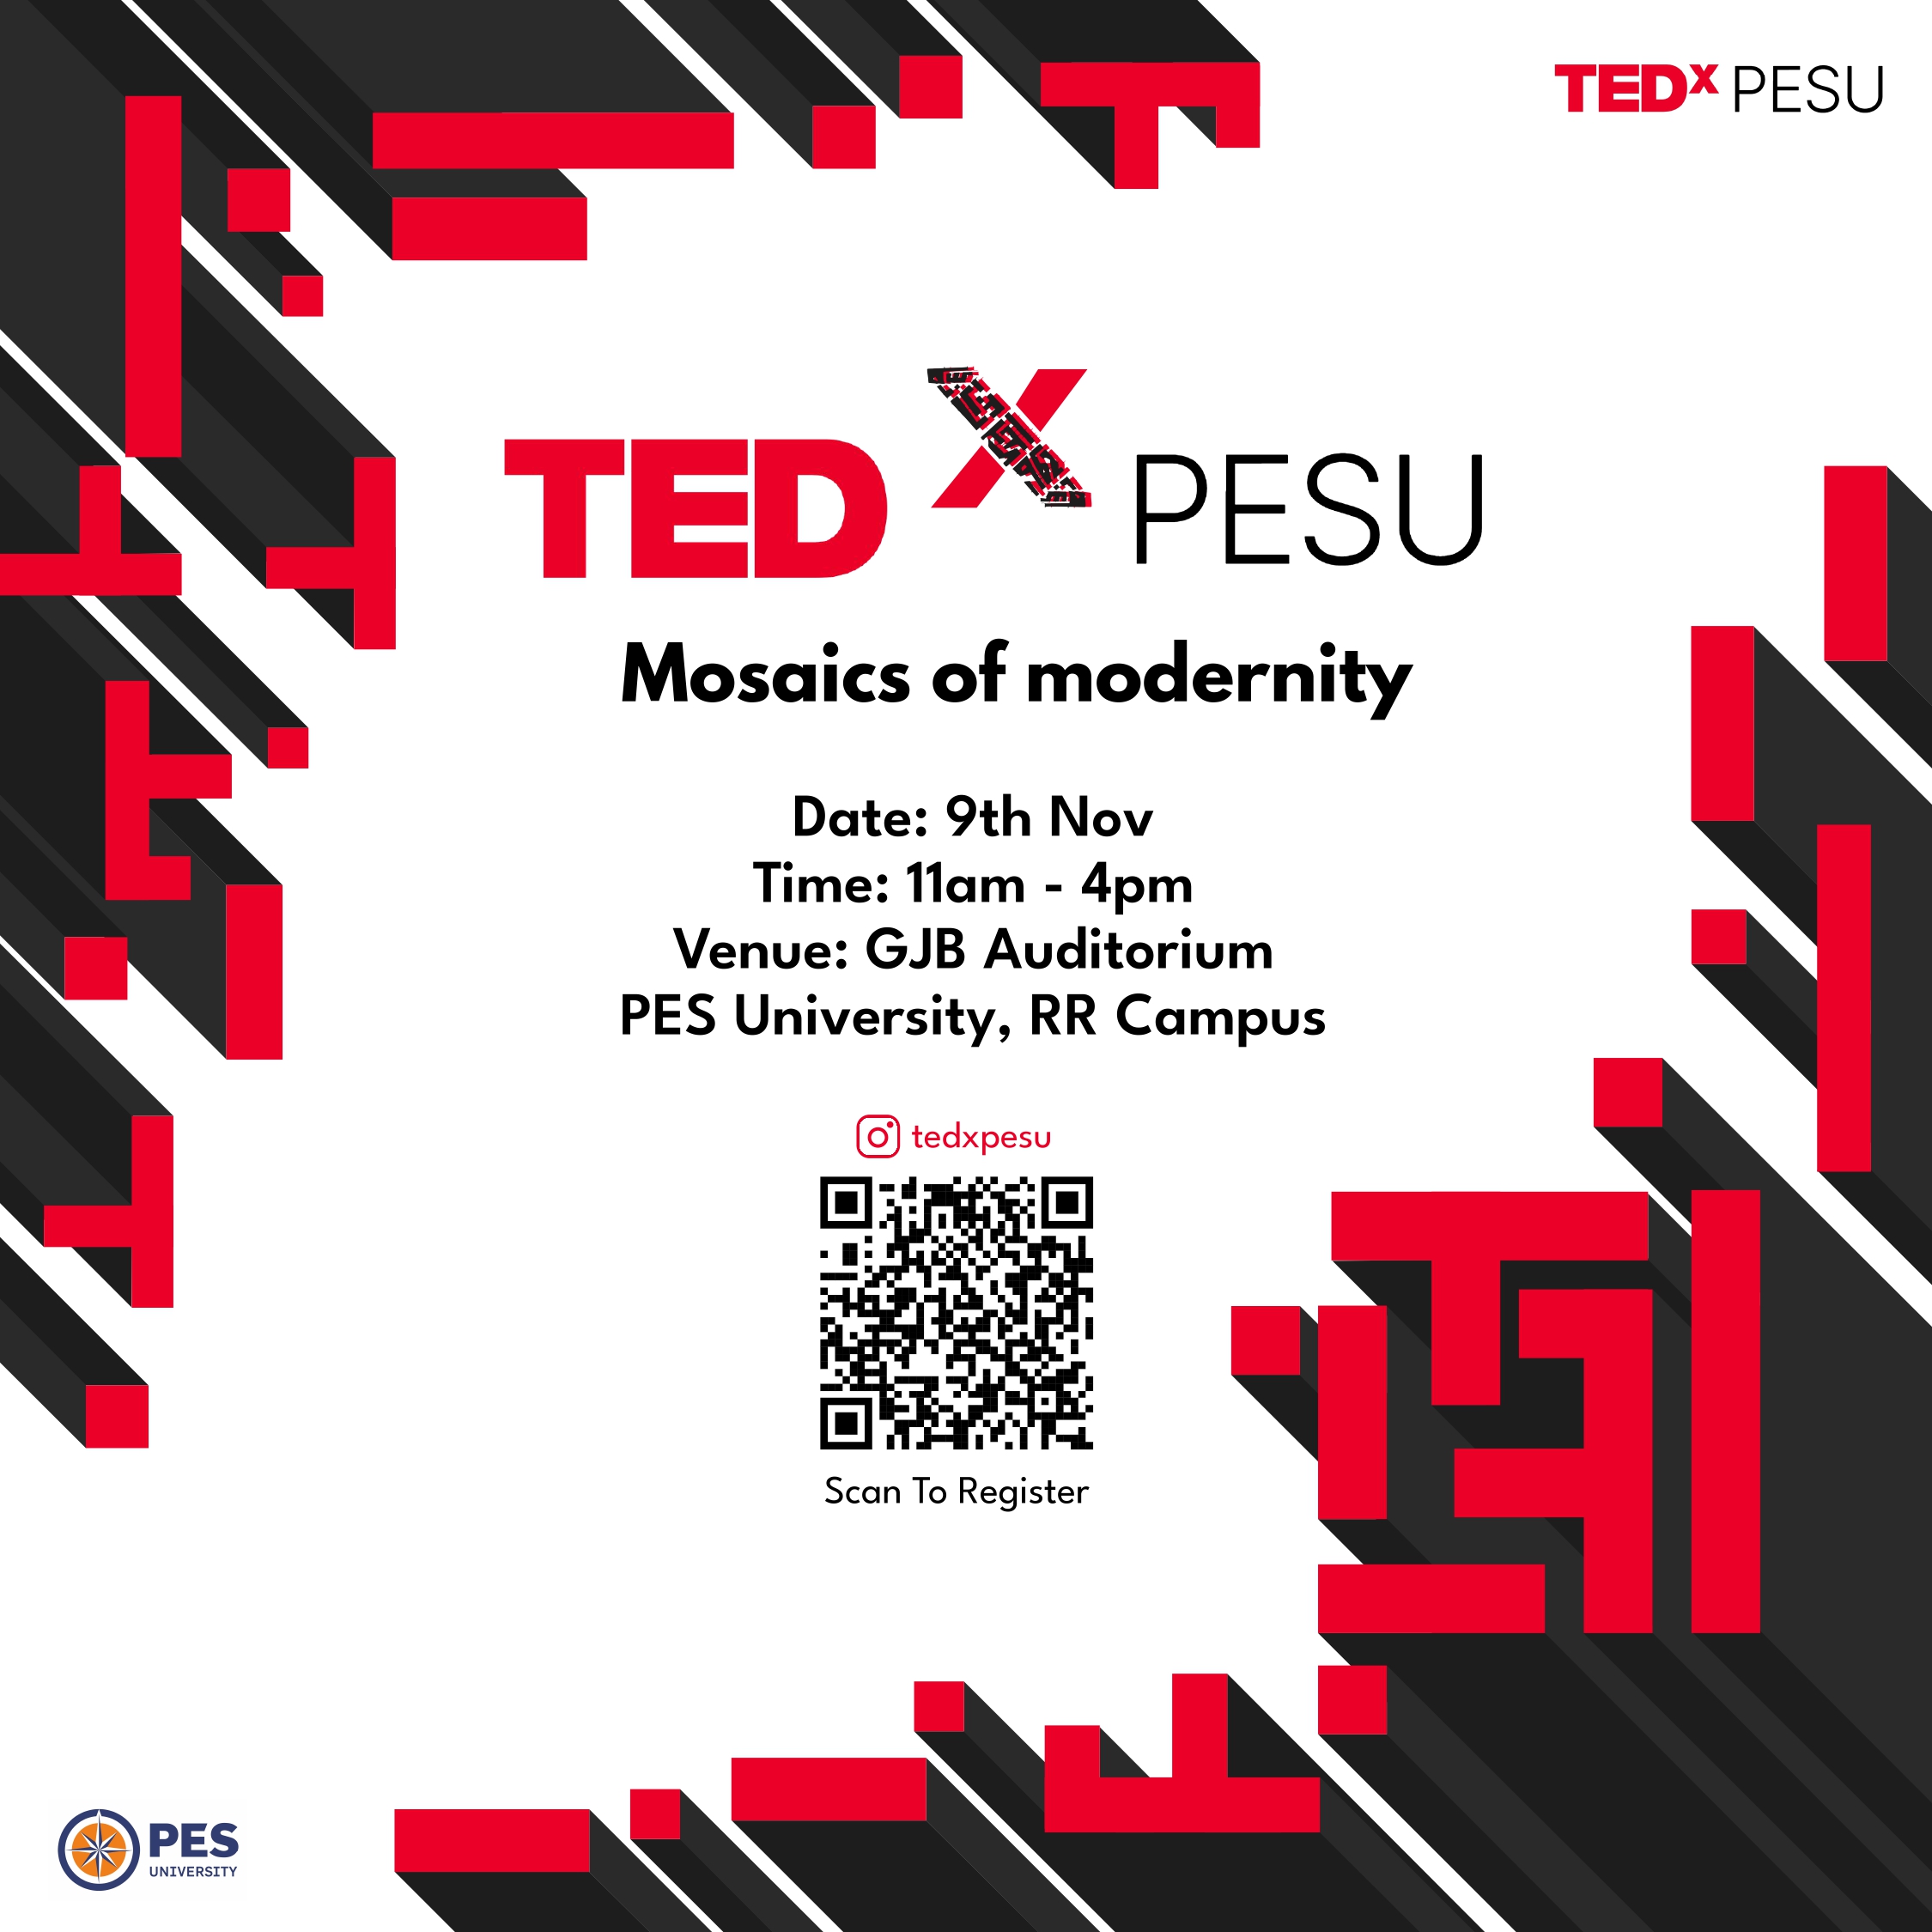 TEDx PESU
TEDX PESU
Mosaics of modernity
Date: 9th Nov
Time: 11am - 4pm
Venue: GJB Auditorium
PES University, RR Campus
tedxpesu
Scan To Register
PES
UNIVERSITY